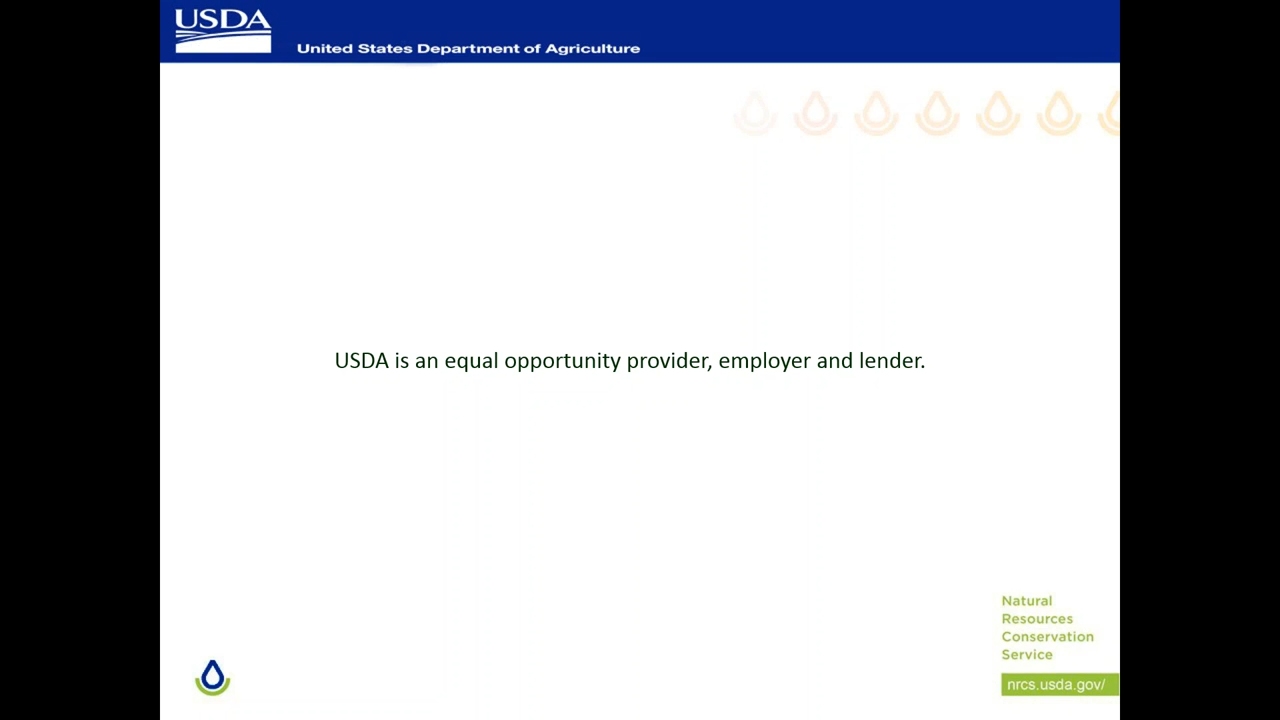 USDA
United States Department of Agriculture
USDA is an equal opportunity provider, employer and lender.
Natural
Resources
Conservation
Service
nrcs.usda.gov/